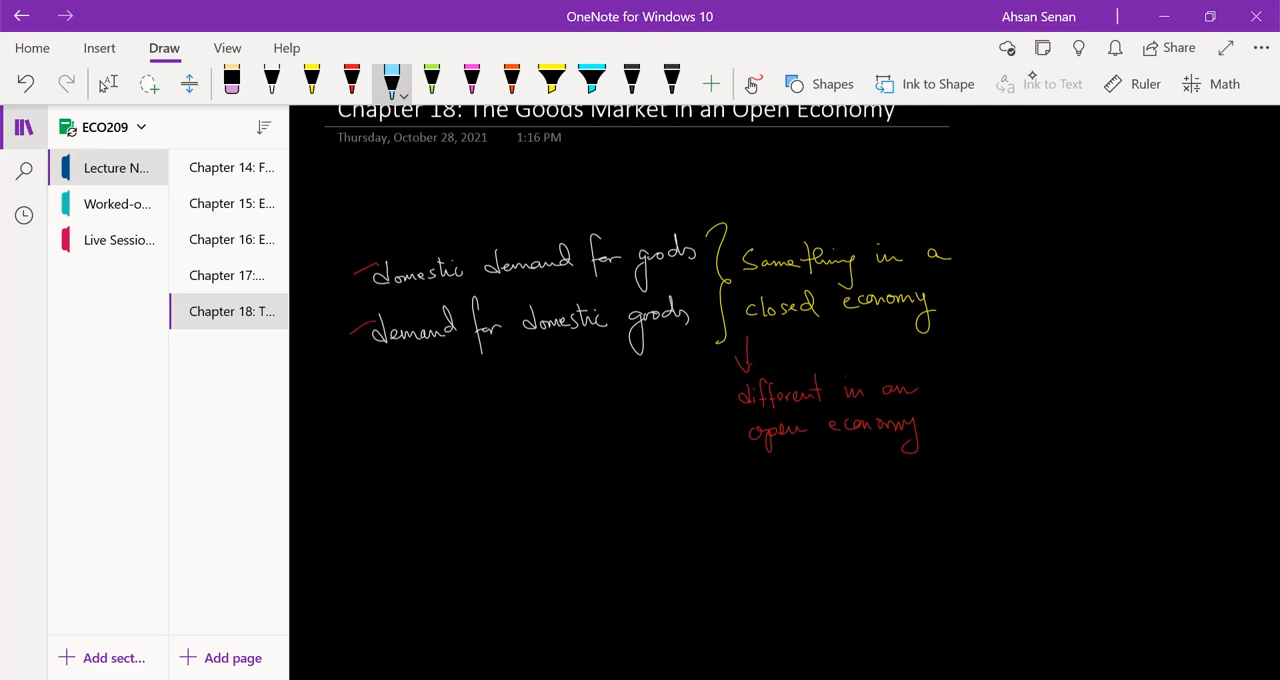 OneNote for Windows 10
Ahsan Senan
Home Insert Draw View Help
Share
Shapes Ink to Shape Ink to Text Ruler Math
ECO209
Lecture N...
Worked-o...
Live Sessio...
Chapter 14: F...
Chapter 15: E...
Chapter 16: E...
Chapter 17:...
Chapter 18: T...
Add sect...
Add page
Chapter 18: The Goods Market in an Open Economy
Thursday, October 28, 2021 1:16 PM
domestic demand for goods
demand for domestic goods
Samething in a
closed economy
different in an
open economy